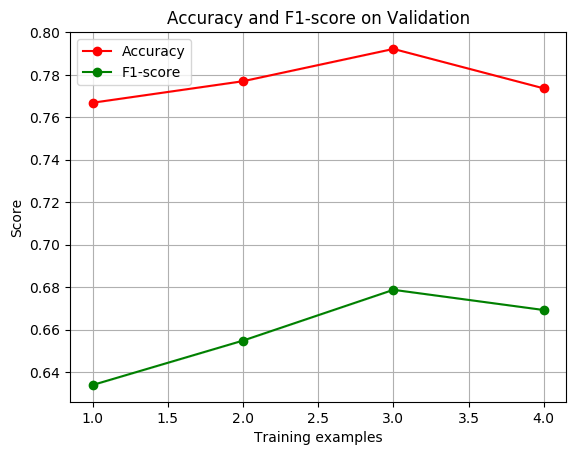 Accuracy and F1-score on Validation
Accuracy
F1-score
Score
0.80
0.78
0.76
0.74
0.72
0.70
0.68
0.66
0.64
1.0 1.5 2.0 2.5 3.0 3.5 4.0
Training examples